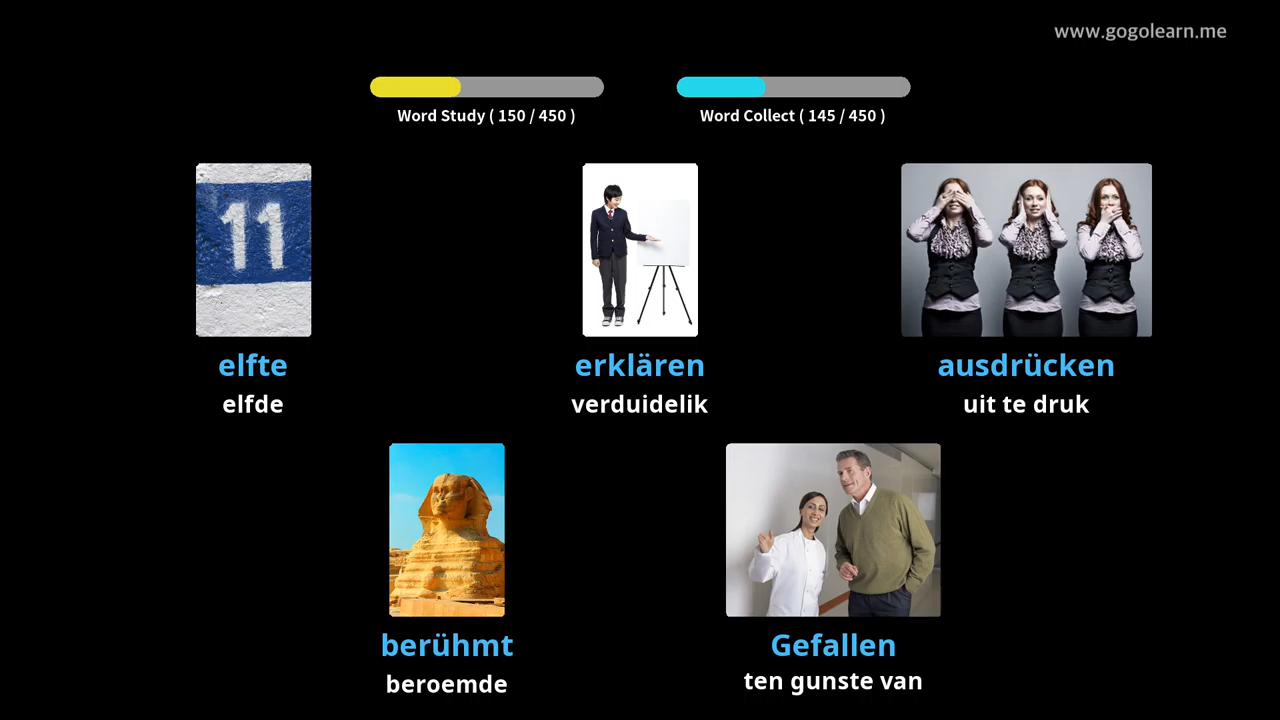 www.gogolearn.me
Word Study ( 150 / 450 )
Word Collect ( 145 / 450 )
11
elfte
elfde
erklären
verduidelik
ausdrücken
uit te druk
berühmt
beroemde
Gefallen
ten gunste van